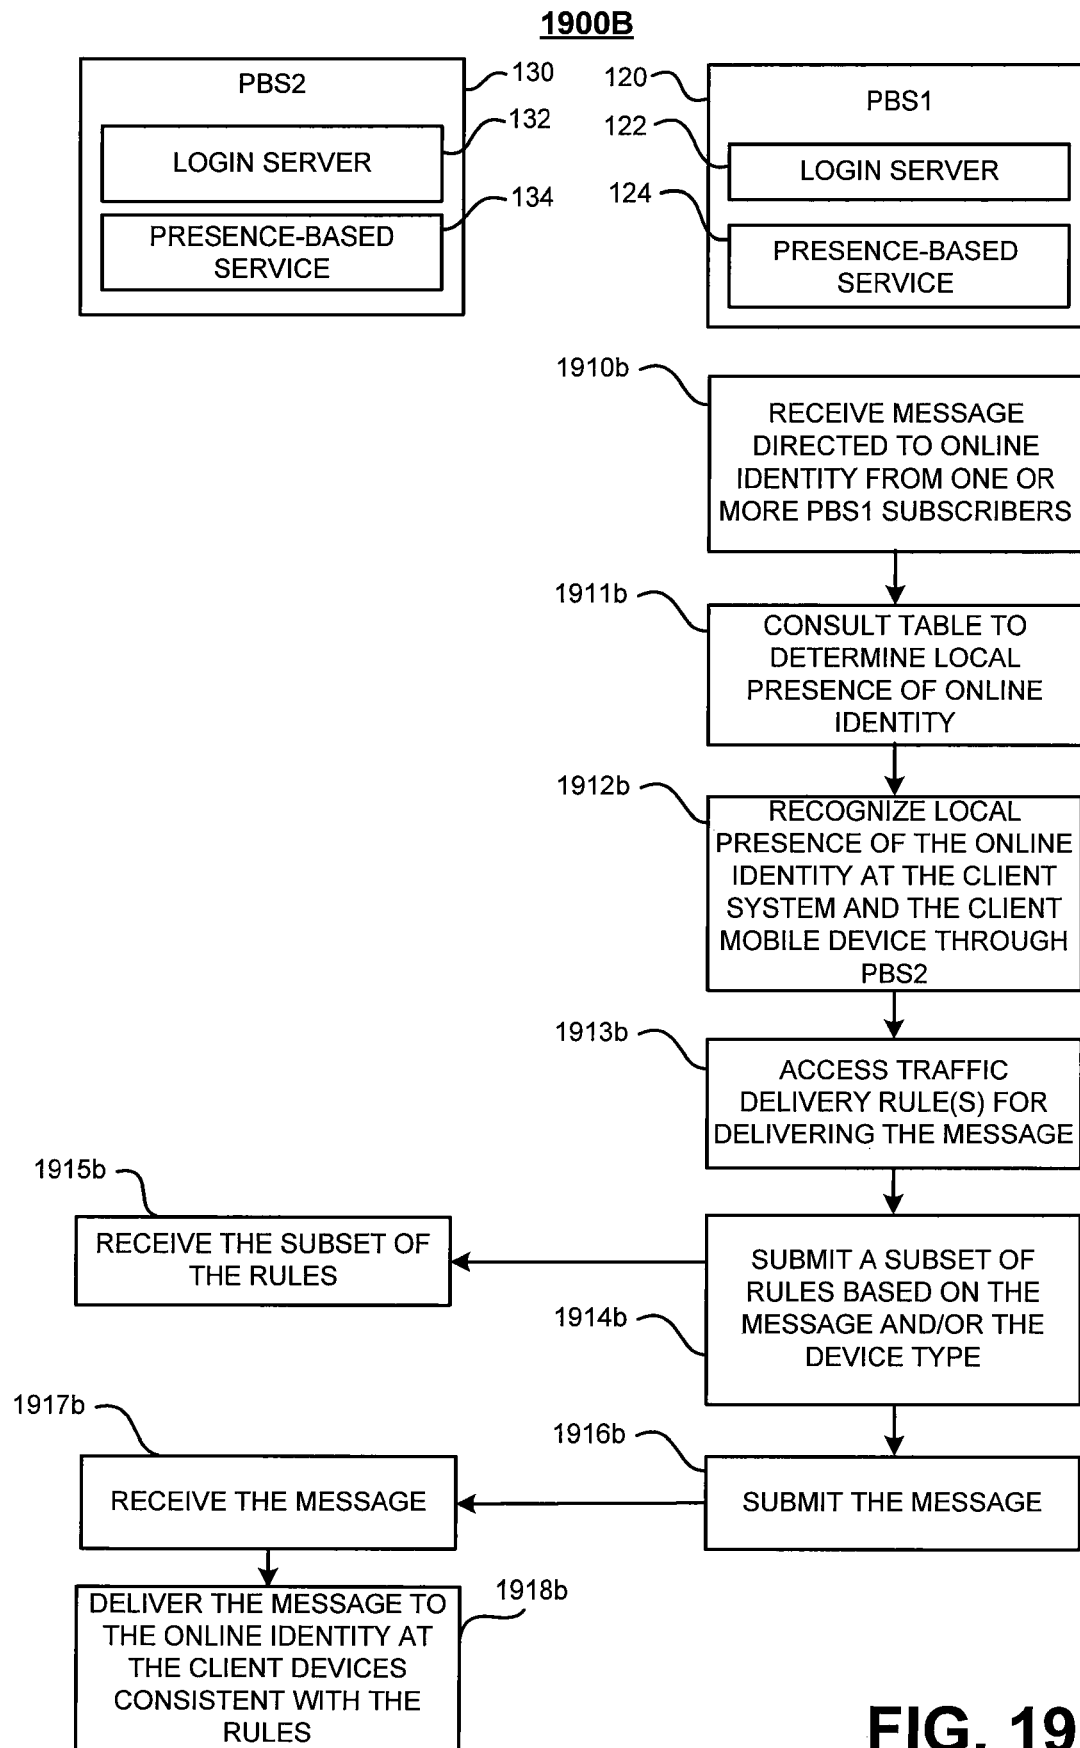 1900B
PBS2
130
132
LOGIN SERVER
134
PRESENCE-BASED
SERVICE
120
PBS1
122
LOGIN SERVER
124
PRESENCE-BASED
SERVICE
1910b
RECEIVE MESSAGE
DIRECTED TO ONLINE
IDENTITY FROM ONE OR
MORE PBS1 SUBSCRIBERS
1911b
CONSULT TABLE TO
DETERMINE LOCAL
PRESENCE OF ONLINE
IDENTITY
1912b
RECOGNIZE LOCAL
PRESENCE OF THE ONLINE
IDENTITY AT THE CLIENT
SYSTEM AND THE CLIENT
MOBILE DEVICE THROUGH
PBS2
1913b
ACCESS TRAFFIC
DELIVERY RULE(S) FOR
DELIVERING THE MESSAGE
1915b
RECEIVE THE SUBSET OF
THE RULES
1914b
SUBMIT A SUBSET OF
RULES BASED ON THE
MESSAGE AND/OR THE
DEVICE TYPE
1917b
RECEIVE THE MESSAGE
1916b
SUBMIT THE MESSAGE
1918b
DELIVER THE MESSAGE TO
THE ONLINE IDENTITY AT
THE CLIENT DEVICES
CONSISTENT WITH THE
RULES
FIG. 19